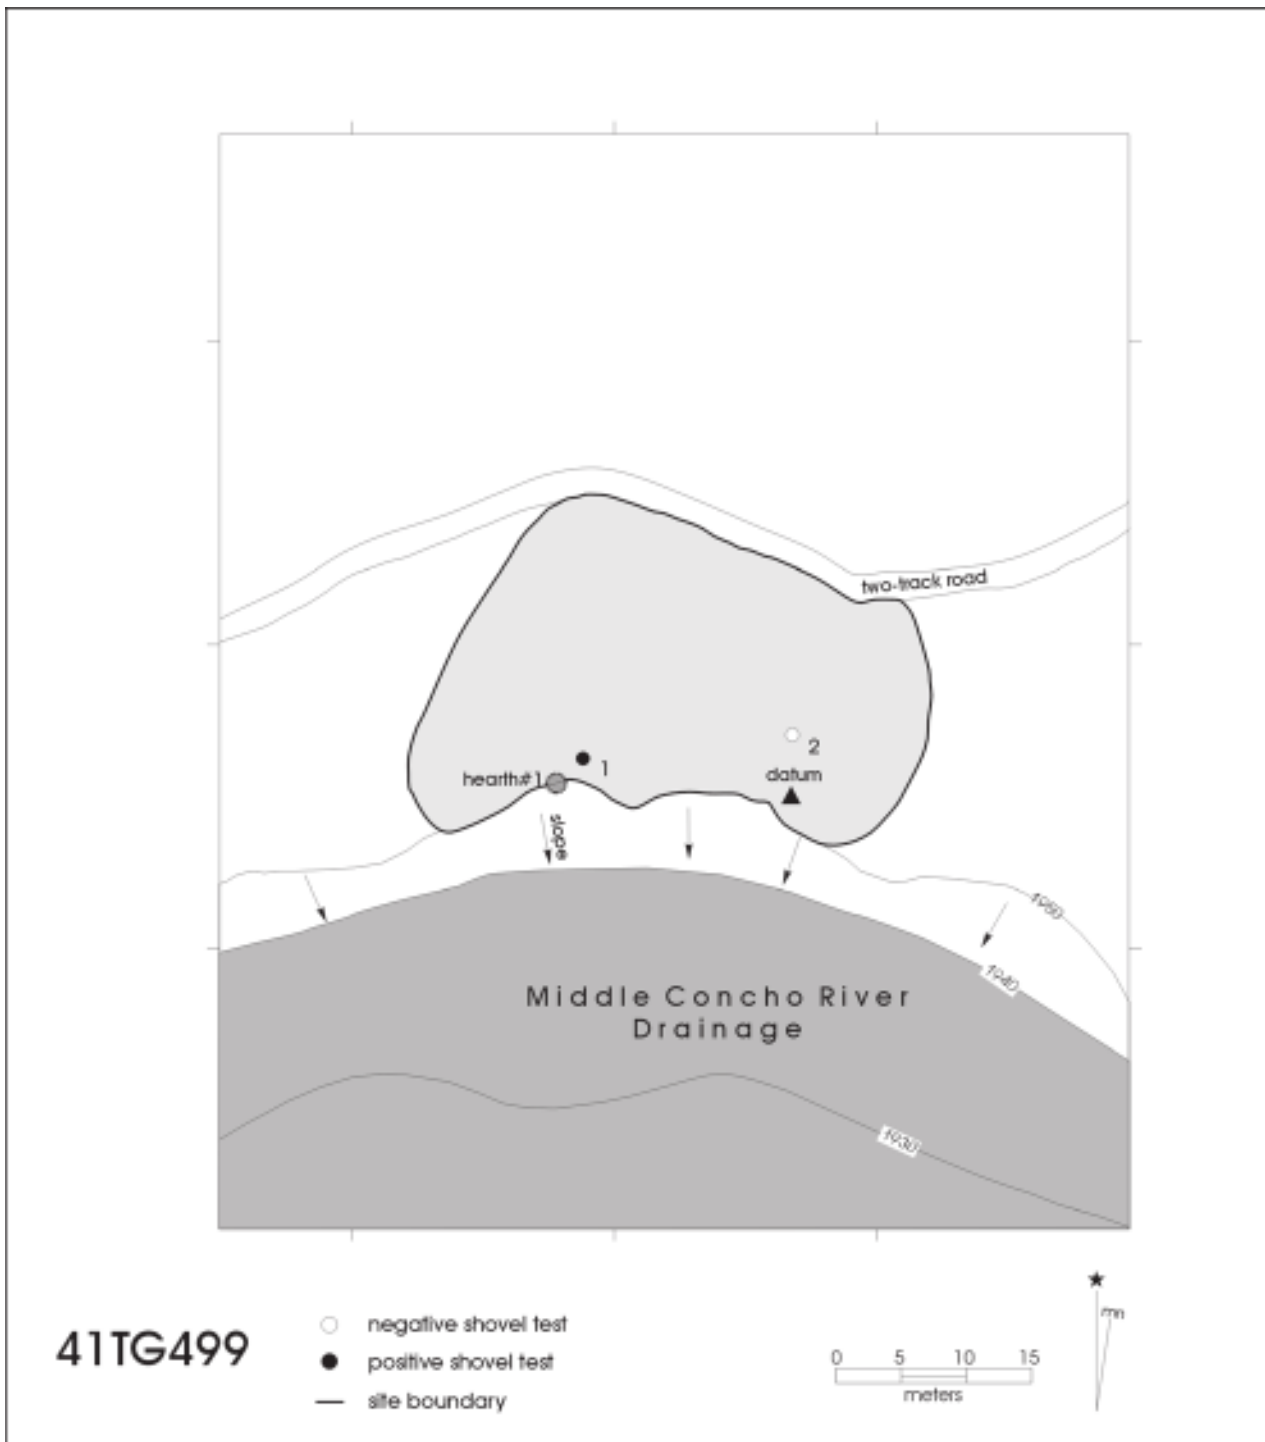 two-track road
2
1
hearth#1
datum
slope
1950
1940
Middle Concho River
Drainage
1930
mn
41TG499
negative shovel test
positive shovel test
site boundary
0 5 10 15
meters